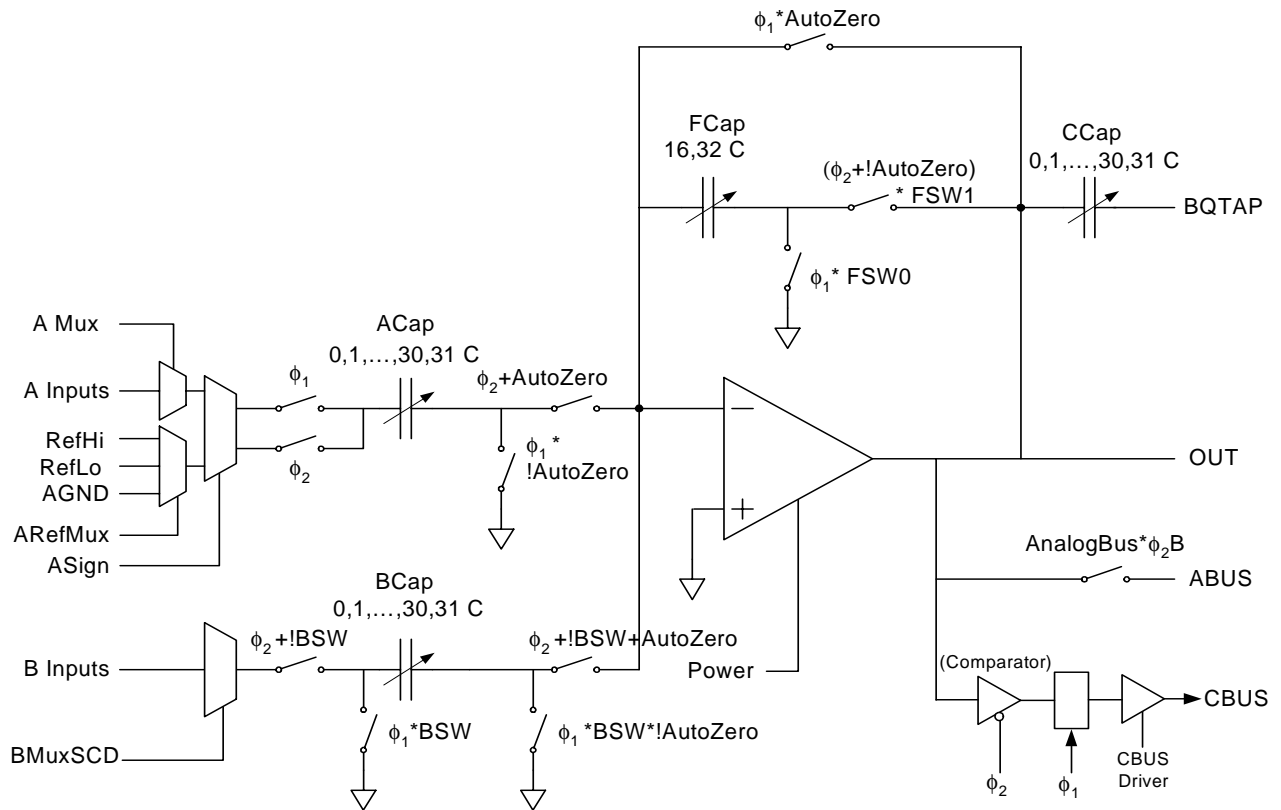 ϕ1*AutoZero
FCap
16,32 C
(ϕ2+!AutoZero)
* FSW1
CCap
0,1,…,30,31 C
BQTAP
ϕ1* FSW0
A Mux
A Inputs
RefHi
RefLo
AGND
ARefMux
ASign
ϕ1
ϕ2
ACap
0,1,…,30,31 C
ϕ2+AutoZero
ϕ1*
!AutoZero
OUT
AnalogBus*ϕ2B
ABUS
BCap
0,1,…,30,31 C
B Inputs
ϕ2+!BSW
ϕ2+!BSW+AutoZero
Power
(Comparator)
CBUS
ϕ1*BSW
ϕ1*BSW*!AutoZero
BMuxSCD
ϕ2
ϕ1
CBUS
Driver